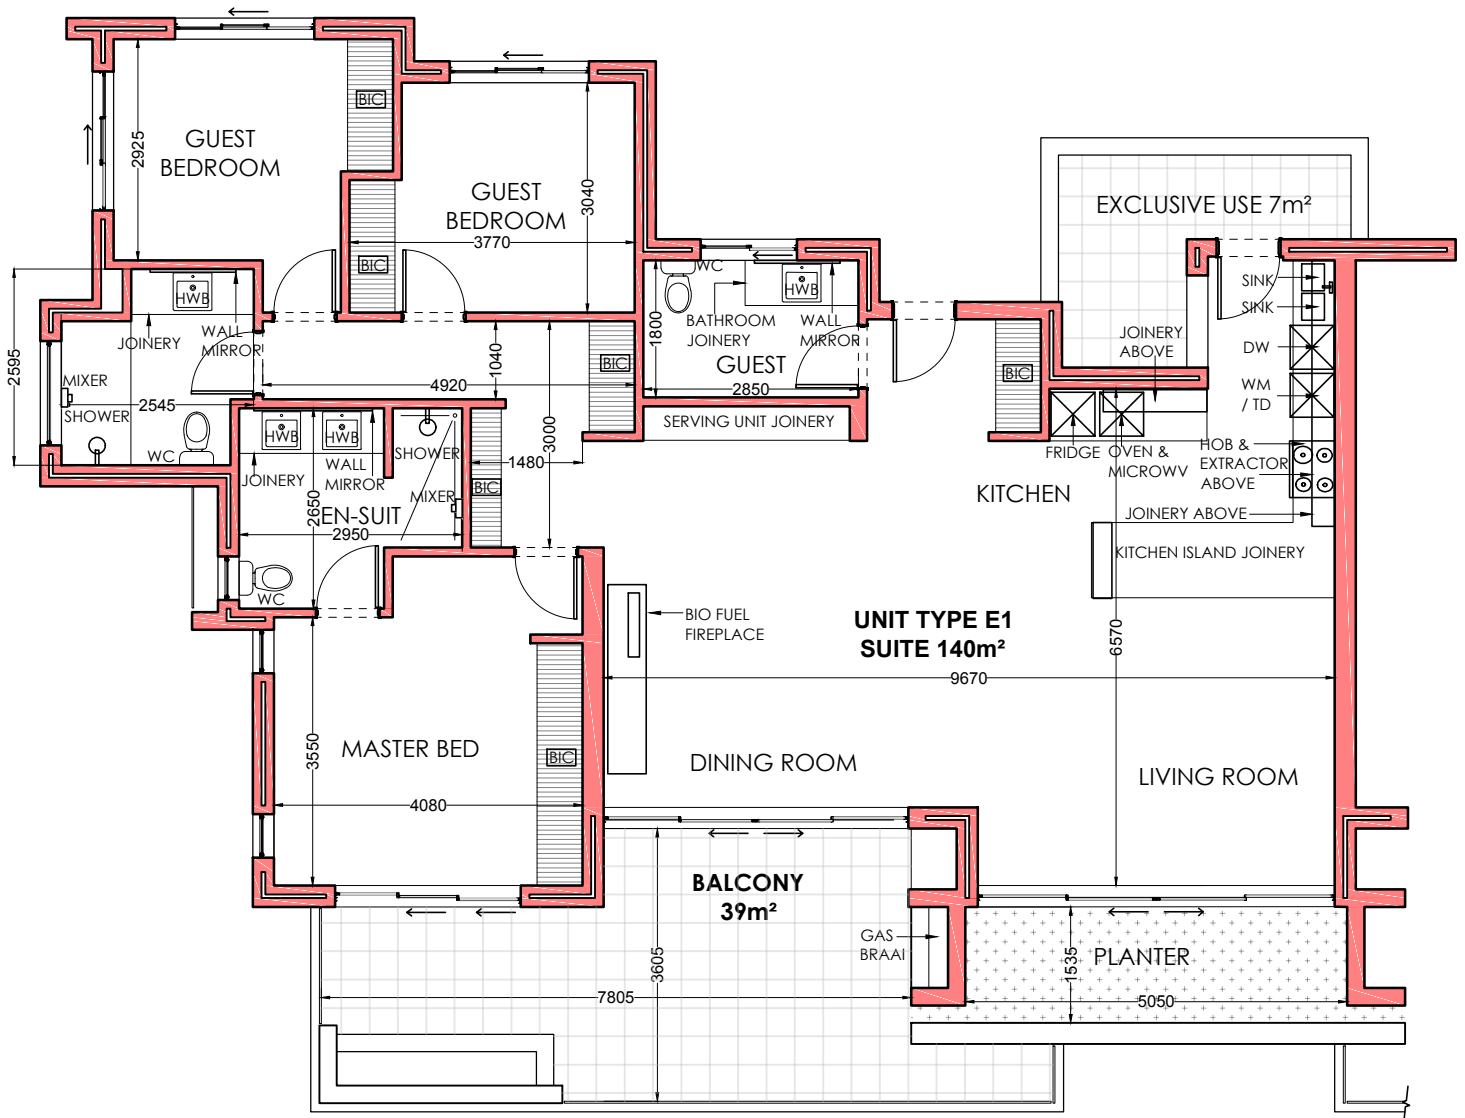 BIC
GUEST
BEDROOM
2925
GUEST
BEDROOM
3040
3770
BIC
EXCLUSIVE USE 7m²
WC
HWB
BATHROOM
JOINERY
WALL
MIRROR
GUEST
1800
2850
SERVING UNIT JOINERY
HWB
WALL
MIRROR
JOINERY
2595
MIXER
SHOWER
2545
WC
1040
4920
BIC
BIC
JOINERY
ABOVE
SINK
SINK
DW
WM
/ TD
FRIDGE
OVEN &
MICROWV
HOB &
EXTRACTOR
ABOVE
JOINERY ABOVE
KITCHEN
KITCHEN ISLAND JOINERY
HWB
HWB
JOINERY
WALL
MIRROR
SHOWER
MIXER
EN-SUIT
2650
2950
WC
3000
1480
BIC
BIO FUEL
FIREPLACE
UNIT TYPE E1
SUITE 140m²
9670
6570
MASTER BED
3550
4080
BIC
DINING ROOM
LIVING ROOM
BALCONY
39m²
3605
7805
GAS
BRAAI
PLANTER
1535
5050